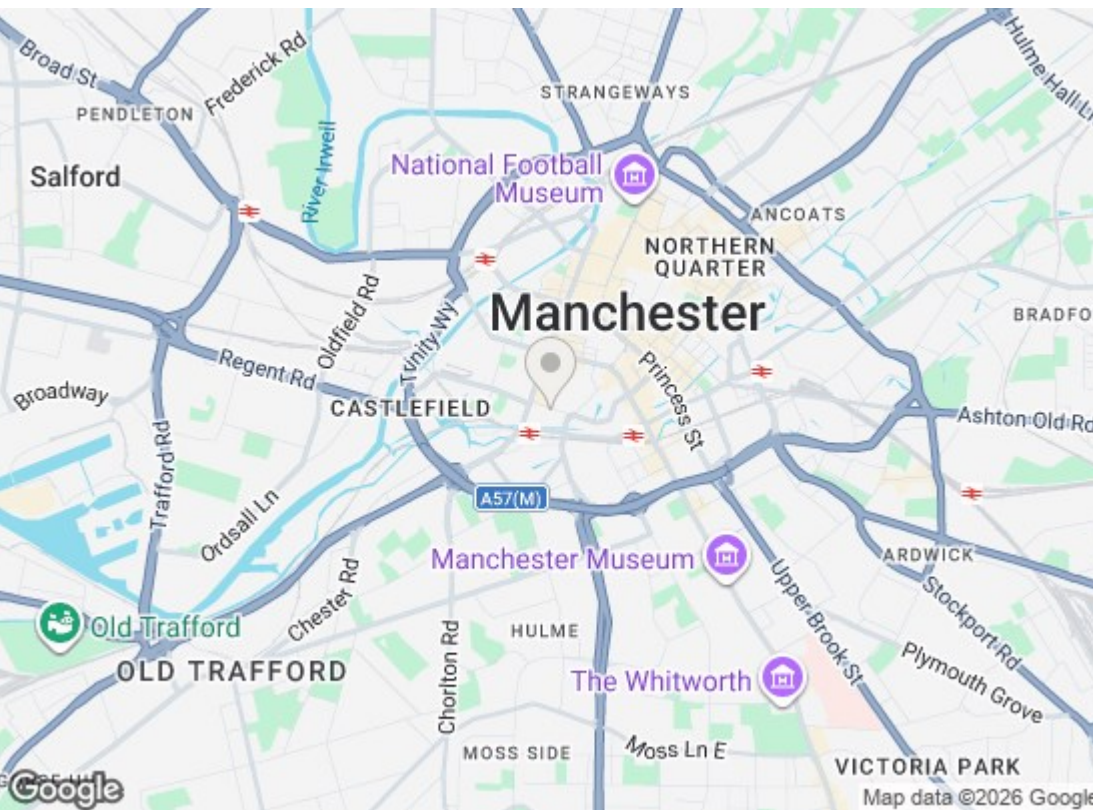 Broad St
Frederick Rd
STRANGEWAYS
Hulme Hall Ln
PENDLETON
River Irwell
National Football
Museum
Salford
ANCOATS
NORTHERN
QUARTER
Oldfield Rd
Trinity Wy
Manchester
BRADFO
Regent Rd
Princess St
Broadway
CASTLEFIELD
Ashton Old Rd
Trafford Rd
A57(M)
Ordsall Ln
Manchester Museum
ARDWICK
Chester Rd
Upper Brook St
Stockport Rd
Old Trafford
HULME
OLD TRAFFORD
Chorlton Rd
The Whitworth
Plymouth Grove
MOSS SIDE
Moss Ln E
VICTORIA PARK
Google
Map data ©2026 Google